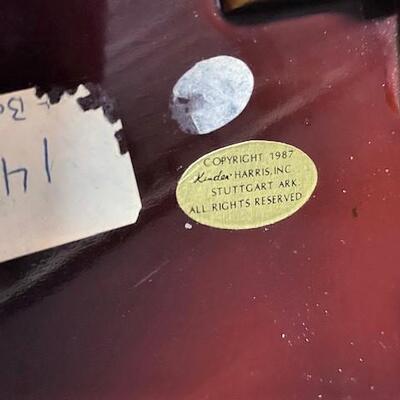 COPYRIGHT 1987
Kinder HARRIS, INC
STUTTGART ARK.
ALL RIGHTS RESERVED
14